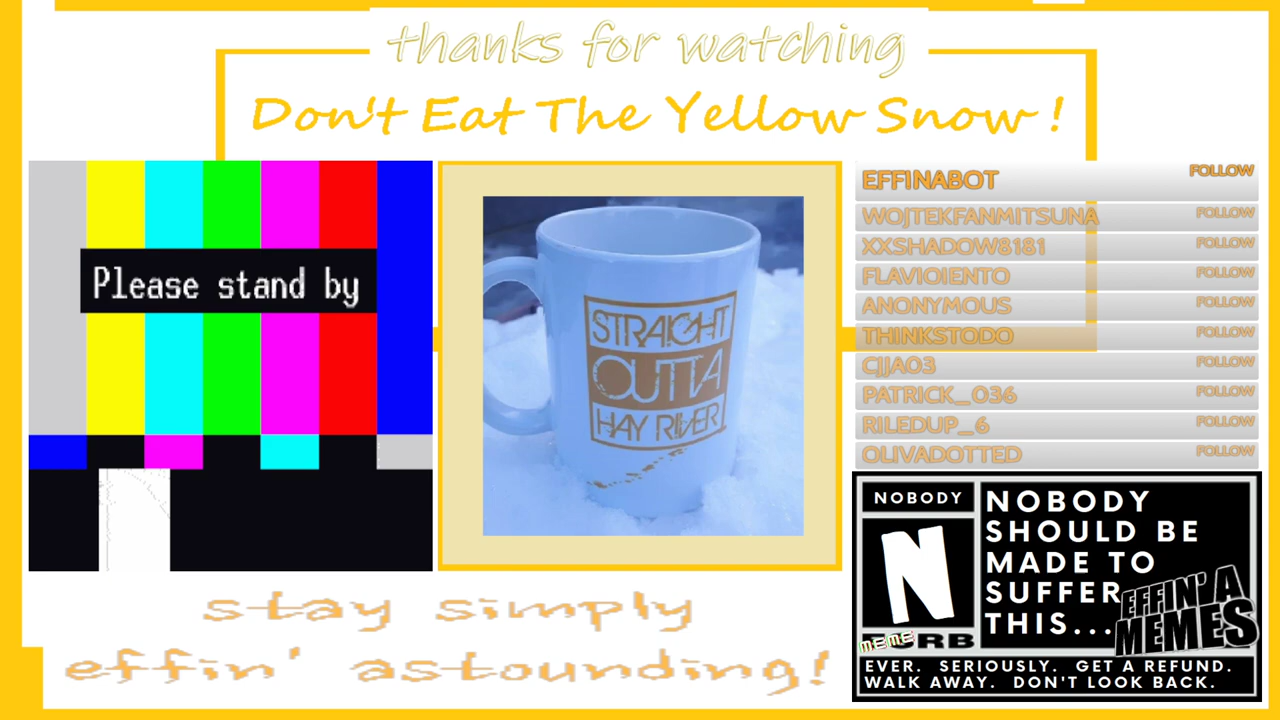 thanks for watching
Don't Eat The Yellow Snow !
Please stand by
STRAIGHT
OUTTA
HAY RIVER
EFFINABOT FOLLOW
WOJTEKFANMITSUNA FOLLOW
XXSHADOW8181 FOLLOW
FLAVIOIENTO FOLLOW
ANONYMOUS FOLLOW
THINKSTODO FOLLOW
CJJA03 FOLLOW
PATRICK_036 FOLLOW
RILEDUP_6 FOLLOW
OLIVADOTTED FOLLOW
NOBODY
N
MEME
RB
NOBODY
SHOULD BE
MADE TO
SUFFER
THIS...
EFFIN'A
MEMES
EVER. SERIOUSLY. GET A REFUND.
WALK AWAY. DON'T LOOK BACK.
stay simply
effin' astounding!